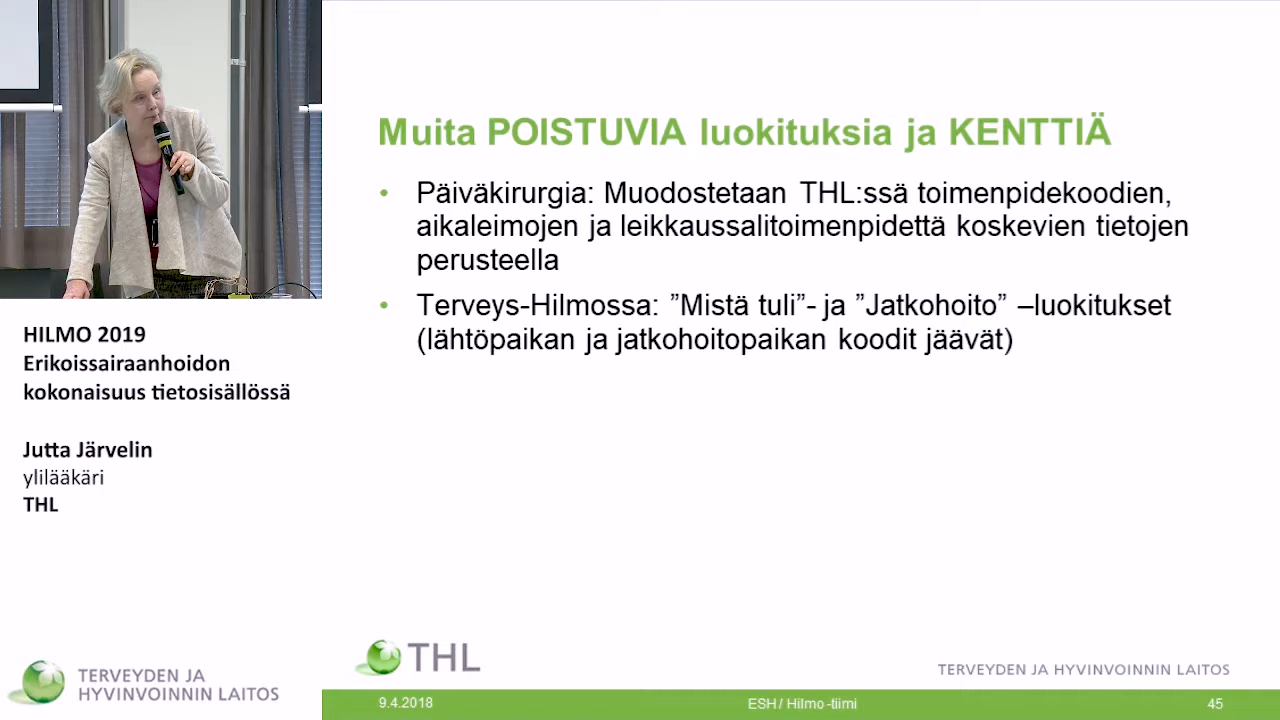 Muita POISTUVIA luokituksia ja KENTTIÄ
• Päiväkirurgia: Muodostetaan THL:ssä toimenpidekoodien,
aikaleimojen ja leikkaussalitoimenpidettä koskevien tietojen
perusteella
• Terveys-Hilmossa: ”Mistä tuli”- ja ”Jatkohoito” –luokitukset
(lähtöpaikan ja jatkohoitopaikan koodit jäävät)
HILMO 2019
Erikoissairaanhoidon
kokonaisuus tietosisällössä
Jutta Järvelin
ylilääkäri
THL
TERVEYDEN JA
HYVINVOINNIN LAITOS
THL
TERVEYDEN JA HYVINVOINNIN LAITOS
9.4.2018
ESH / Hilmo -tiimi
45